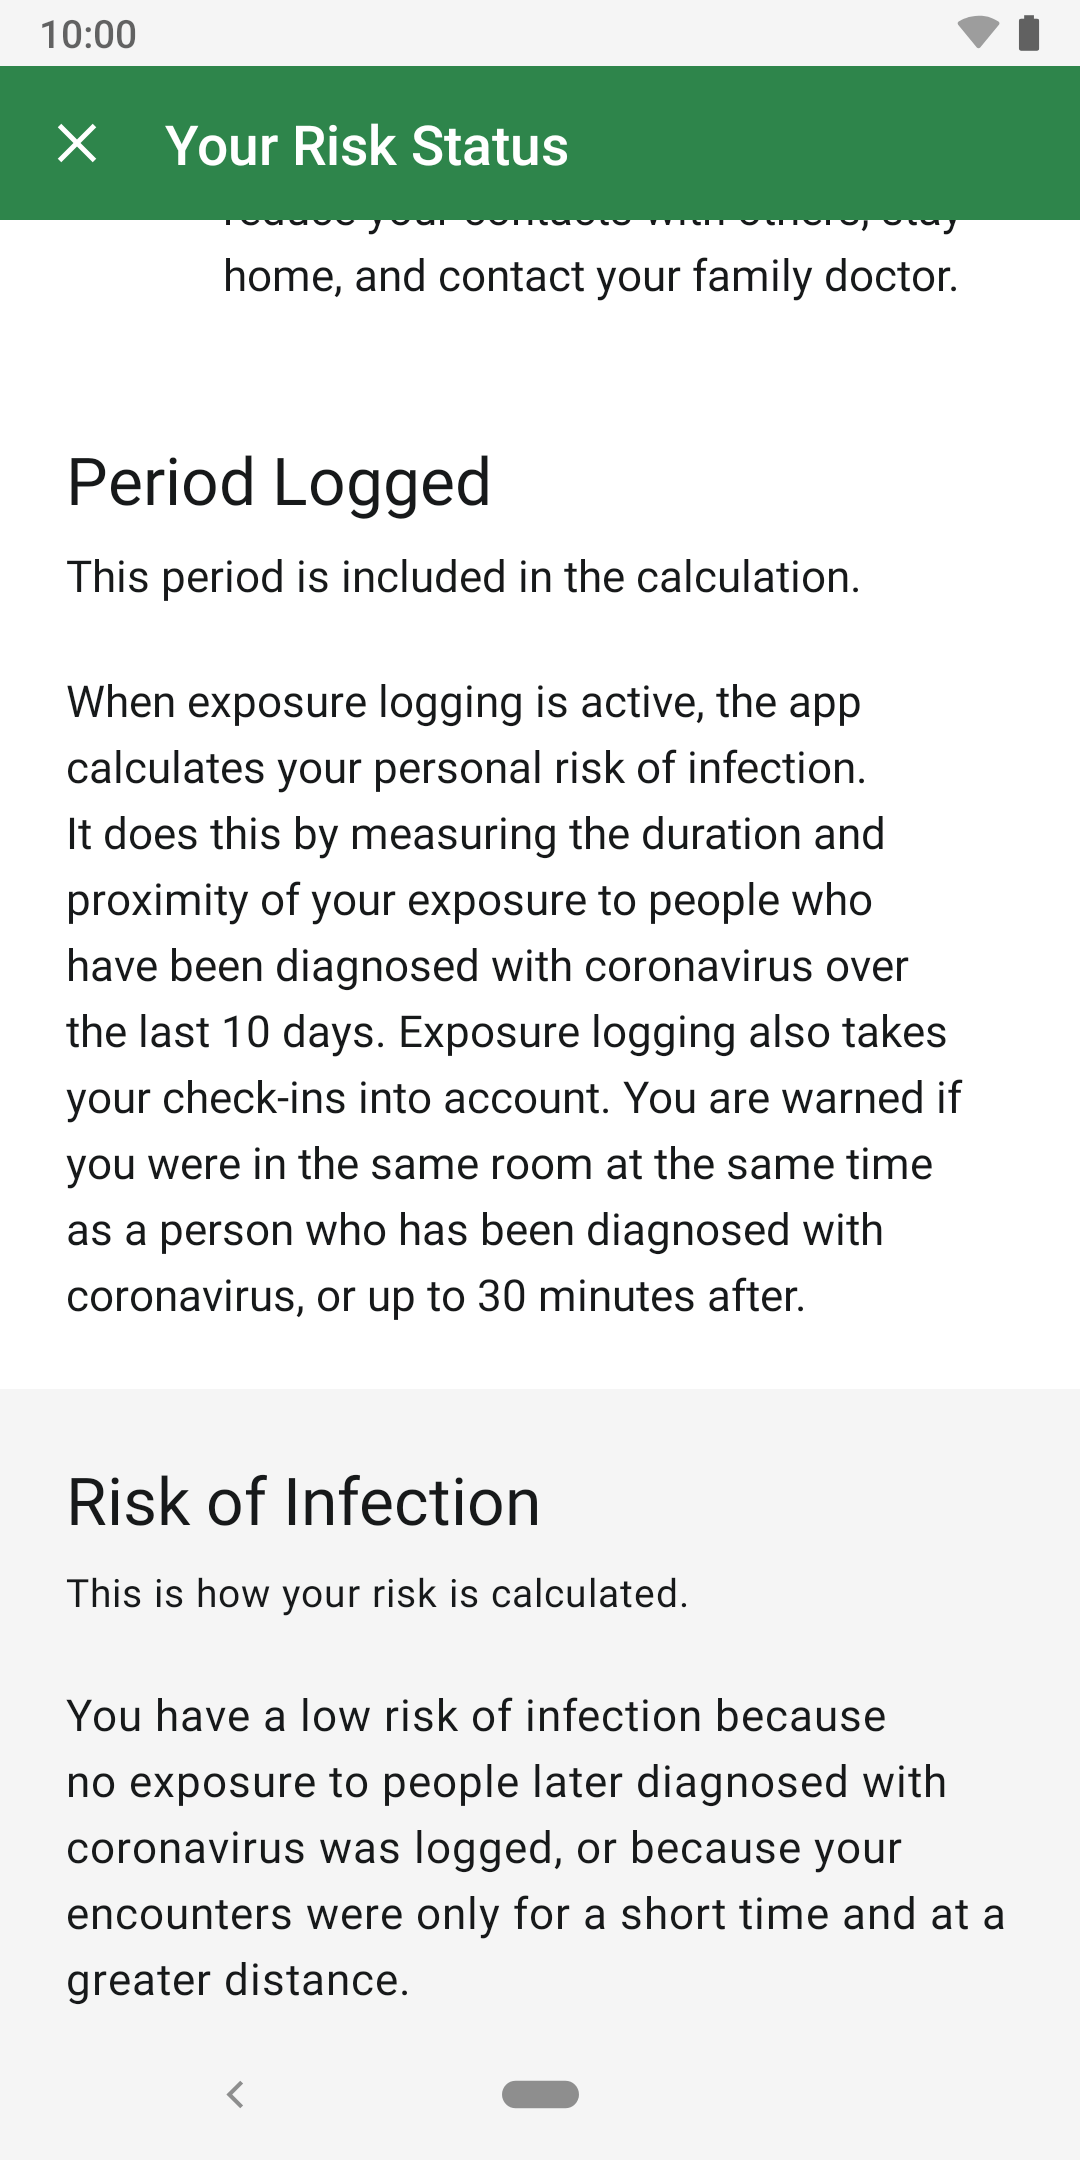 10:00
Your Risk Status
reduce your contacts with others, stay
home, and contact your family doctor.
Period Logged
This period is included in the calculation.
When exposure logging is active, the app
calculates your personal risk of infection.
It does this by measuring the duration and
proximity of your exposure to people who
have been diagnosed with coronavirus over
the last 10 days. Exposure logging also takes
your check-ins into account. You are warned if
you were in the same room at the same time
as a person who has been diagnosed with
coronavirus, or up to 30 minutes after.
Risk of Infection
This is how your risk is calculated.
You have a low risk of infection because
no exposure to people later diagnosed with
coronavirus was logged, or because your
encounters were only for a short time and at a
greater distance.